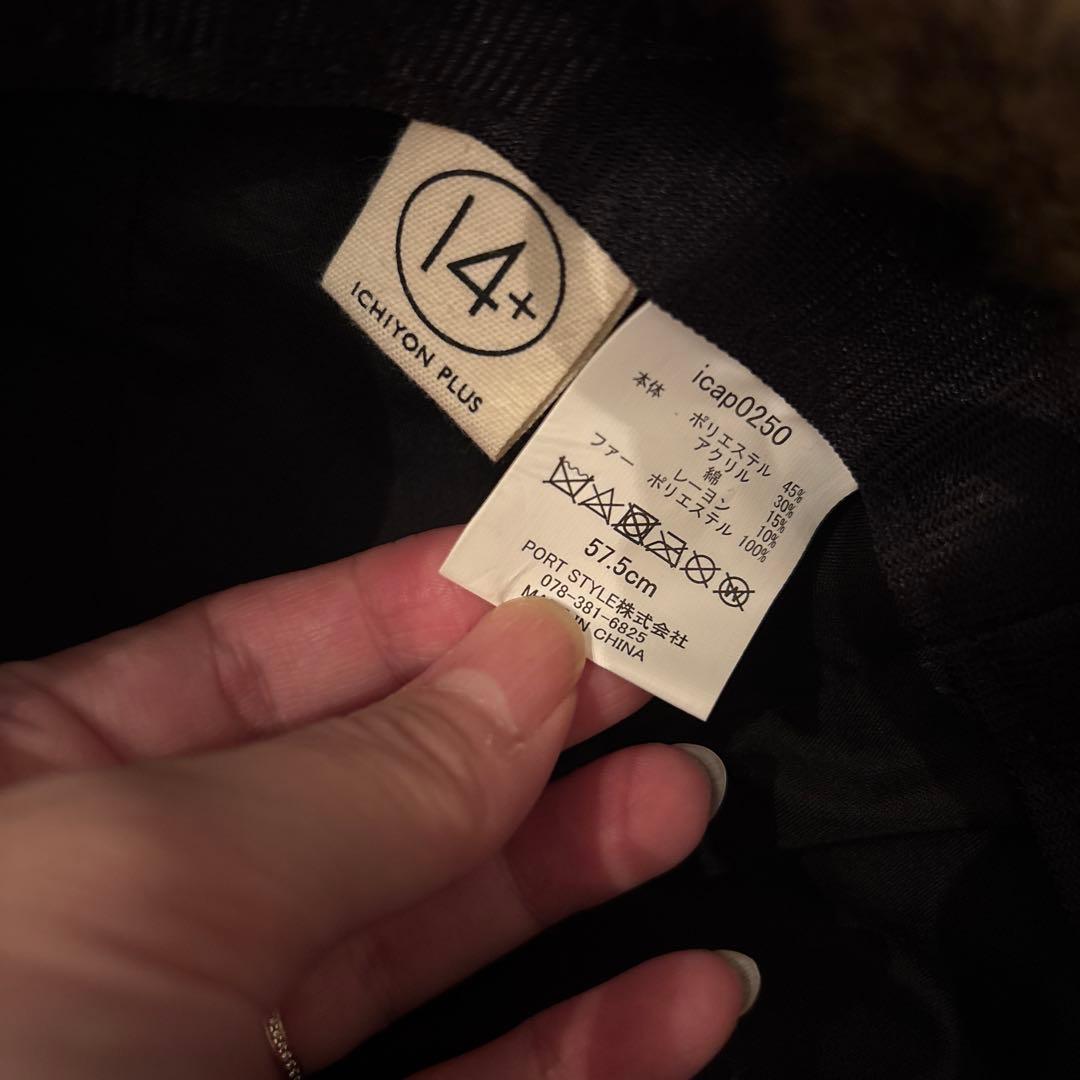 14+
ICHIYON PLUS
icap0250
本体 ポリエステル 45%
アクリル 30%
綿 15%
レーヨン 10%
ファー ポリエステル 100%
57.5cm
PORT STYLE株式会社
078-381-6825
IN CHINA